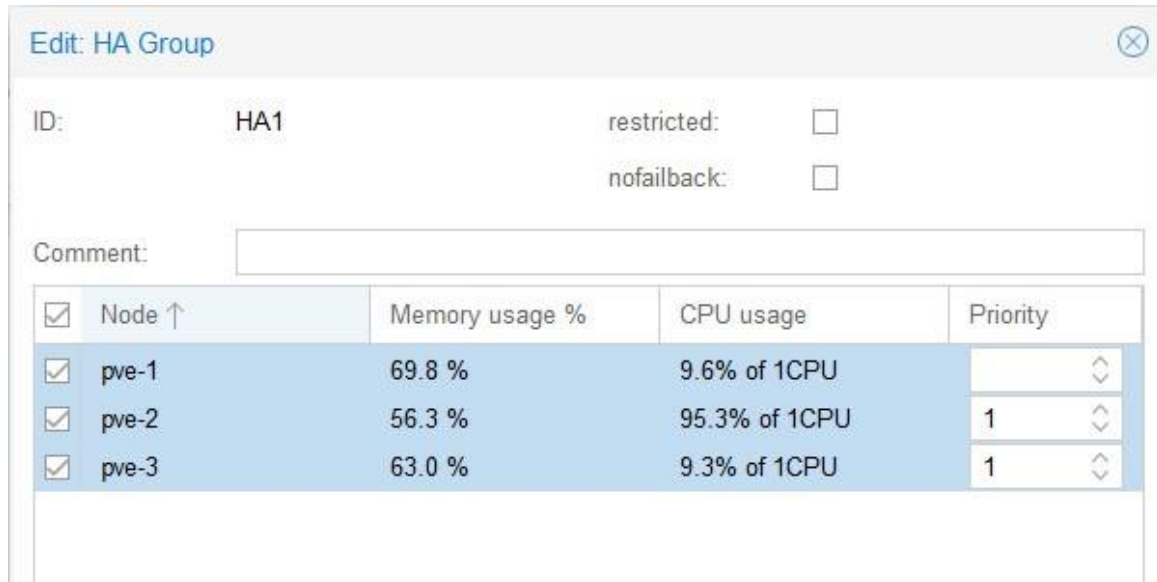 Edit: HA Group
ID: HA1 restricted:
nofailback:
Comment:
Node ↑ Memory usage % CPU usage Priority
pve-1 69.8 % 9.6% of 1CPU
pve-2 56.3 % 95.3% of 1CPU 1
pve-3 63.0 % 9.3% of 1CPU 1